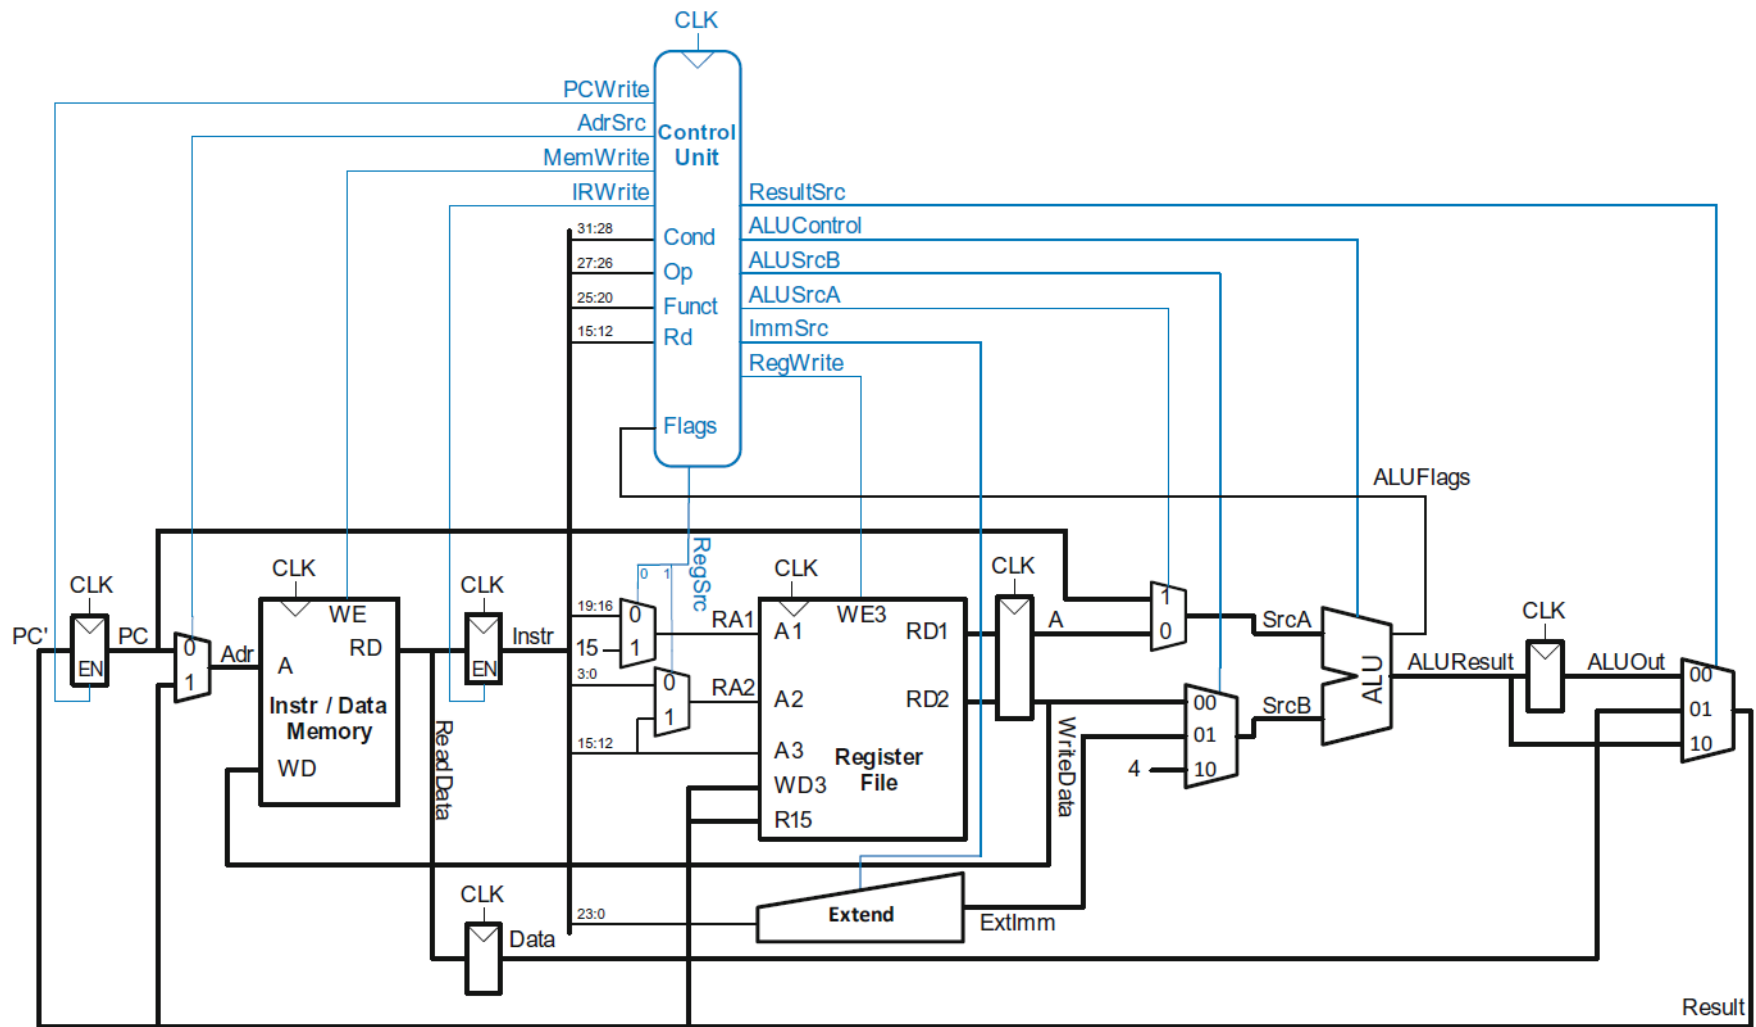 CLK
PCWrite
AdrSrc
MemWrite
IRWrite
Control
Unit
ResultSrc
ALUControl
ALUSrcB
ALUSrcA
ImmSrc
RegWrite
31:28
Cond
27:26
Op
25:20
Funct
15:12
Rd
Flags
ALUFlags
RegSrc
0 1
CLK
PC'
EN
PC
0
1
Adr
CLK
WE
RD
A
Instr / Data
Memory
WD
ReadData
CLK
EN
Instr
19:16
15
0
1
RA1
3:0
0
1
RA2
15:12
CLK
WE3
A1
RD1
A2
RD2
A3
Register
File
WD3
R15
CLK
A
WriteData
1
0
SrcA
00
01
4
10
SrcB
ALU
ALUResult
CLK
ALUOut
00
01
10
23:0
Extend
ExtImm
CLK
Data
Result